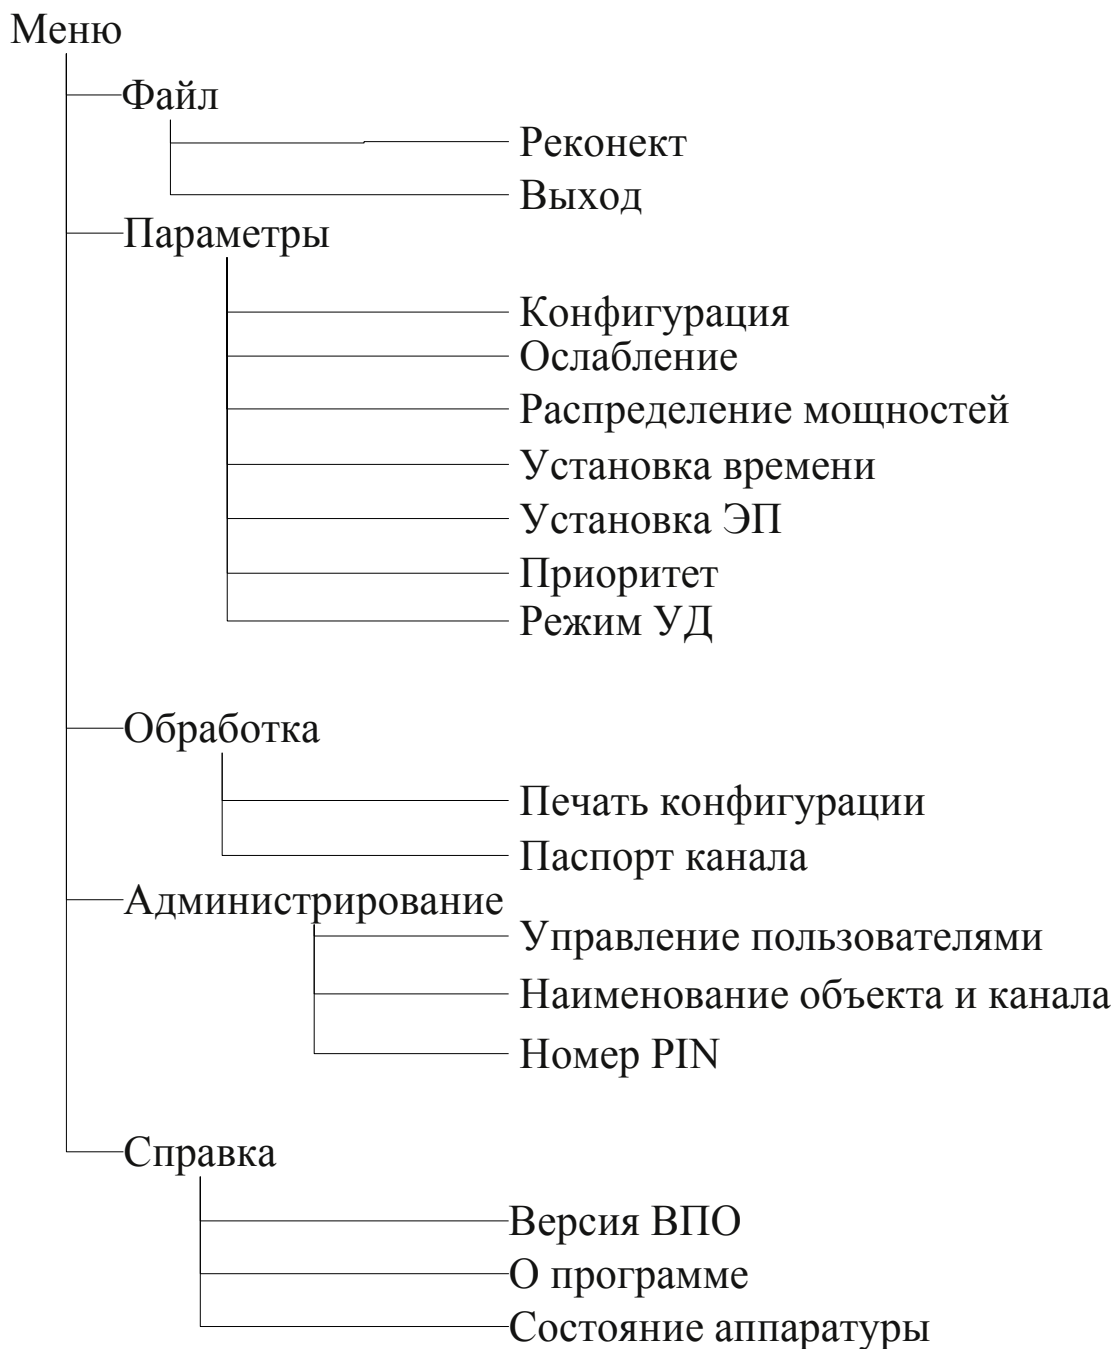 Меню
Файл
Реконект
Выход
Параметры
Конфигурация
Ослабление
Распределение мощностей
Установка времени
Установка ЭП
Приоритет
Режим УД
Обработка
Печать конфигурации
Паспорт канала
Администрирование
Управление пользователями
Наименование объекта и канала
Номер PIN
Справка
Версия ВПО
О программе
Состояние аппаратуры